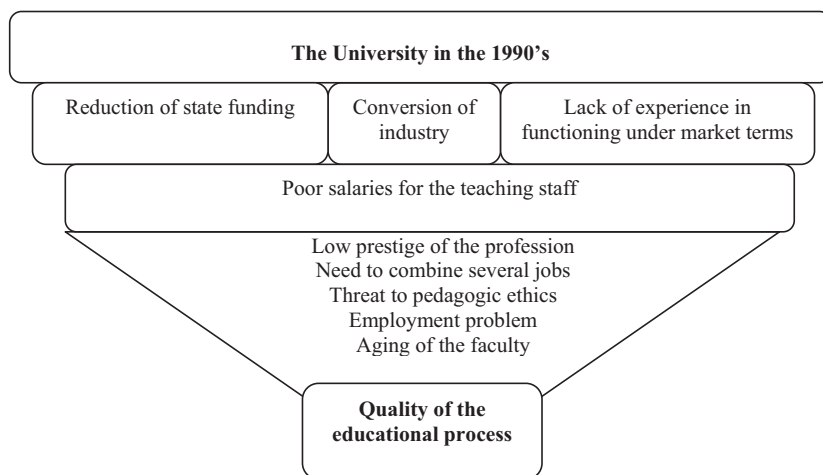 The University in the 1990's
Reduction of state funding
Conversion of
industry
Lack of experience in
functioning under market terms
Poor salaries for the teaching staff
Low prestige of the profession
Need to combine several jobs
Threat to pedagogic ethics
Employment problem
Aging of the faculty
Quality of the
educational process